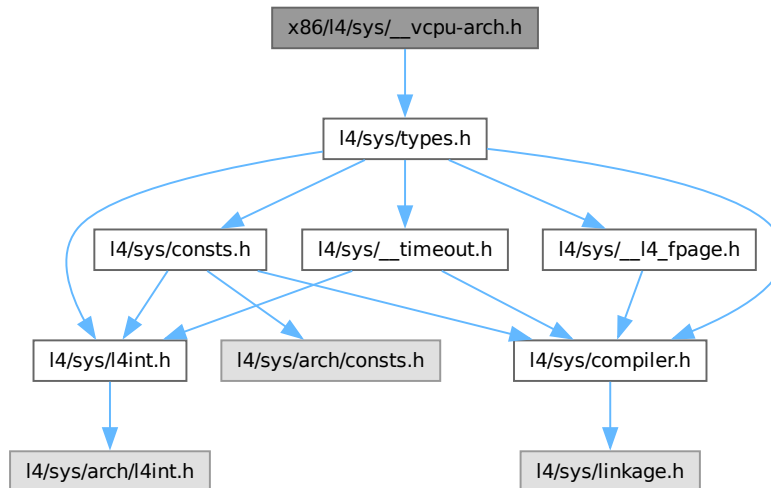 x86/l4/sys/__vcpu-arch.h
l4/sys/types.h
l4/sys/consts.h
l4/sys/__timeout.h
l4/sys/__l4_fpage.h
l4/sys/l4int.h
l4/sys/arch/consts.h
l4/sys/compiler.h
l4/sys/arch/l4int.h
l4/sys/linkage.h